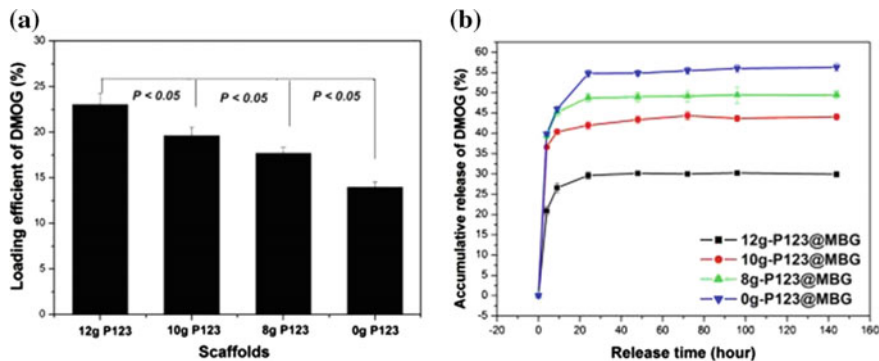 (a)
Loading efficient of DMOG (%)
30
25
20
15
10
5
0
P < 0.05
P < 0.05
P < 0.05
12g P123
10g P123
8g P123
0g P123
Scaffolds
(b)
Accumulative release of DMOG (%)
60
55
50
45
40
35
30
25
20
15
10
5
0
-5
-20
0
20
40
60
80
100
120
140
160
12g-P123@MBG
10g-P123@MBG
8g-P123@MBG
0g-P123@MBG
Release time (hour)